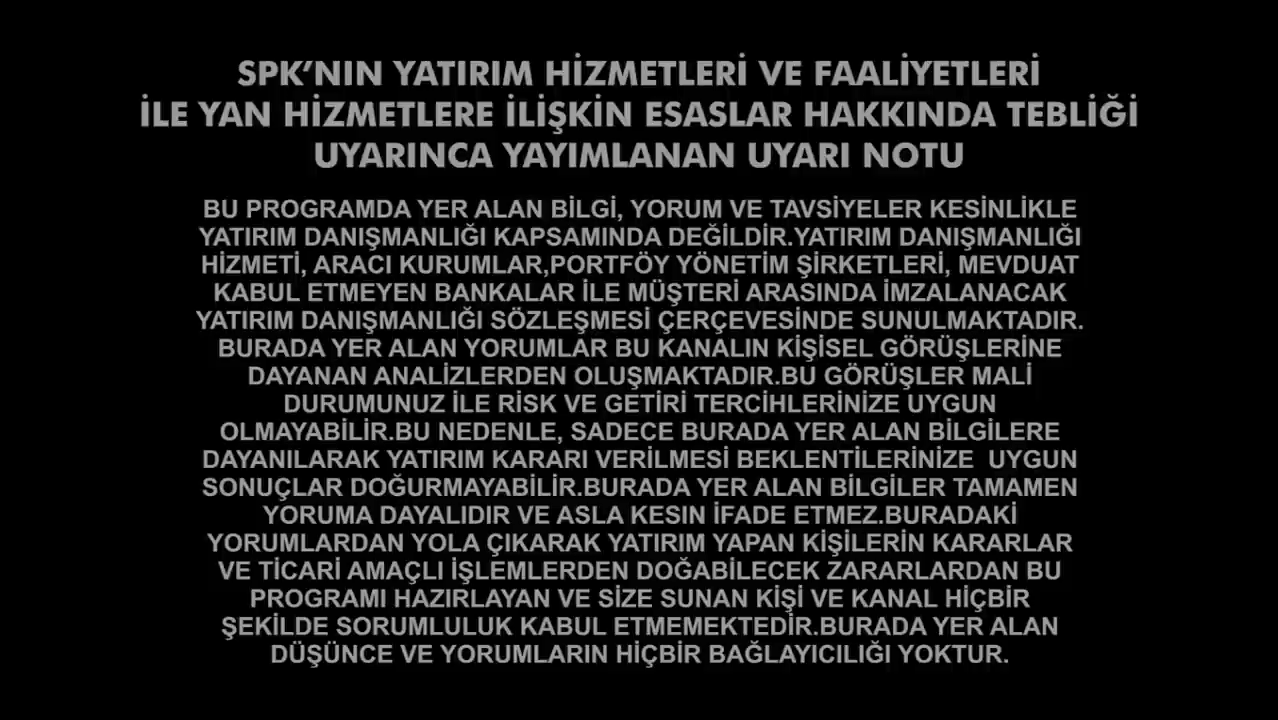 SPK'NIN YATIRIM HİZMETLERİ VE FAALİYETLERİ
İLE YAN HİZMETLERE İLİŞKİN ESASLAR HAKKINDA TEBLİĞİ
UYARINCA YAYIMLANAN UYARI NOTU
BU PROGRAMDA YER ALAN BİLGİ, YORUM VE TAVSİYELER KESİNLİKLE
YATIRIM DANIŞMANLIĞI KAPSAMINDA DEĞİLDİR.YATIRIM DANIŞMANLIĞI
HİZMETİ, ARACI KURUMLAR,PORTFÖY YÖNETİM ŞİRKETLERİ, MEVDUAT
KABUL ETMEYEN BANKALAR İLE MÜŞTERİ ARASINDA İMZALANACAK
YATIRIM DANIŞMANLIĞI SÖZLEŞMESİ ÇERÇEVESİNDE SUNULMAKTADIR.
BURADA YER ALAN YORUMLAR BU KANALIN KİŞİSEL GÖRÜŞLERİNE
DAYANAN ANALİZLERDEN OLUŞMAKTADIR.BU GÖRÜŞLER MALİ
DURUMUNUZ İLE RİSK VE GETİRİ TERCİHLERİNİZE UYGUN
OLMAYABİLİR.BU NEDENLE, SADECE BURADA YER ALAN BİLGİLERE
DAYANILARAK YATIRIM KARARI VERİLMESİ BEKLENTİLERİNİZE  UYGUN
SONUÇLAR DOĞURMAYABİLİR.BURADA YER ALAN BİLGİLER TAMAMEN
YORUMA DAYALIDIR VE ASLA KESIN İFADE ETMEZ.BURADAKİ
YORUMLARDAN YOLA ÇIKARAK YATIRIM YAPAN KİŞİLERİN KARARLAR
VE TİCARİ AMAÇLI İŞLEMLERDEN DOĞABİLECEK ZARARLARDAN BU
PROGRAMI HAZIRLAYAN VE SİZE SUNAN KİŞİ VE KANAL HİÇBİR
ŞEKİLDE SORUMLULUK KABUL ETMEMEKTEDİR.BURADA YER ALAN
DÜŞÜNCE VE YORUMLARIN HİÇBİR BAĞLAYICILIĞI YOKTUR.